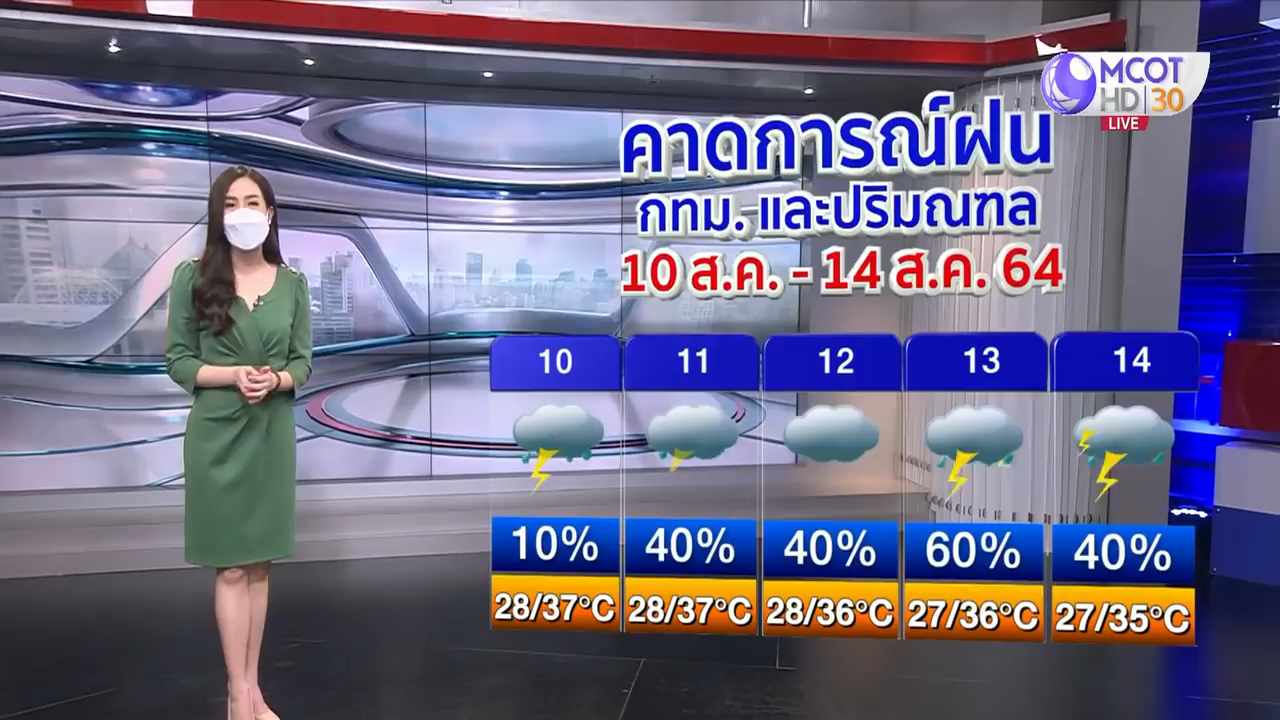 MCOT
HD 30
LIVE
คาดการณ์ฝน
กทม. และปริมณฑล
10 ส.ค. - 14 ส.ค. 64
10 11 12 13 14
10% 40% 40% 60% 40%
28/37°C 28/37°C 28/36°C 27/36°C 27/35°C